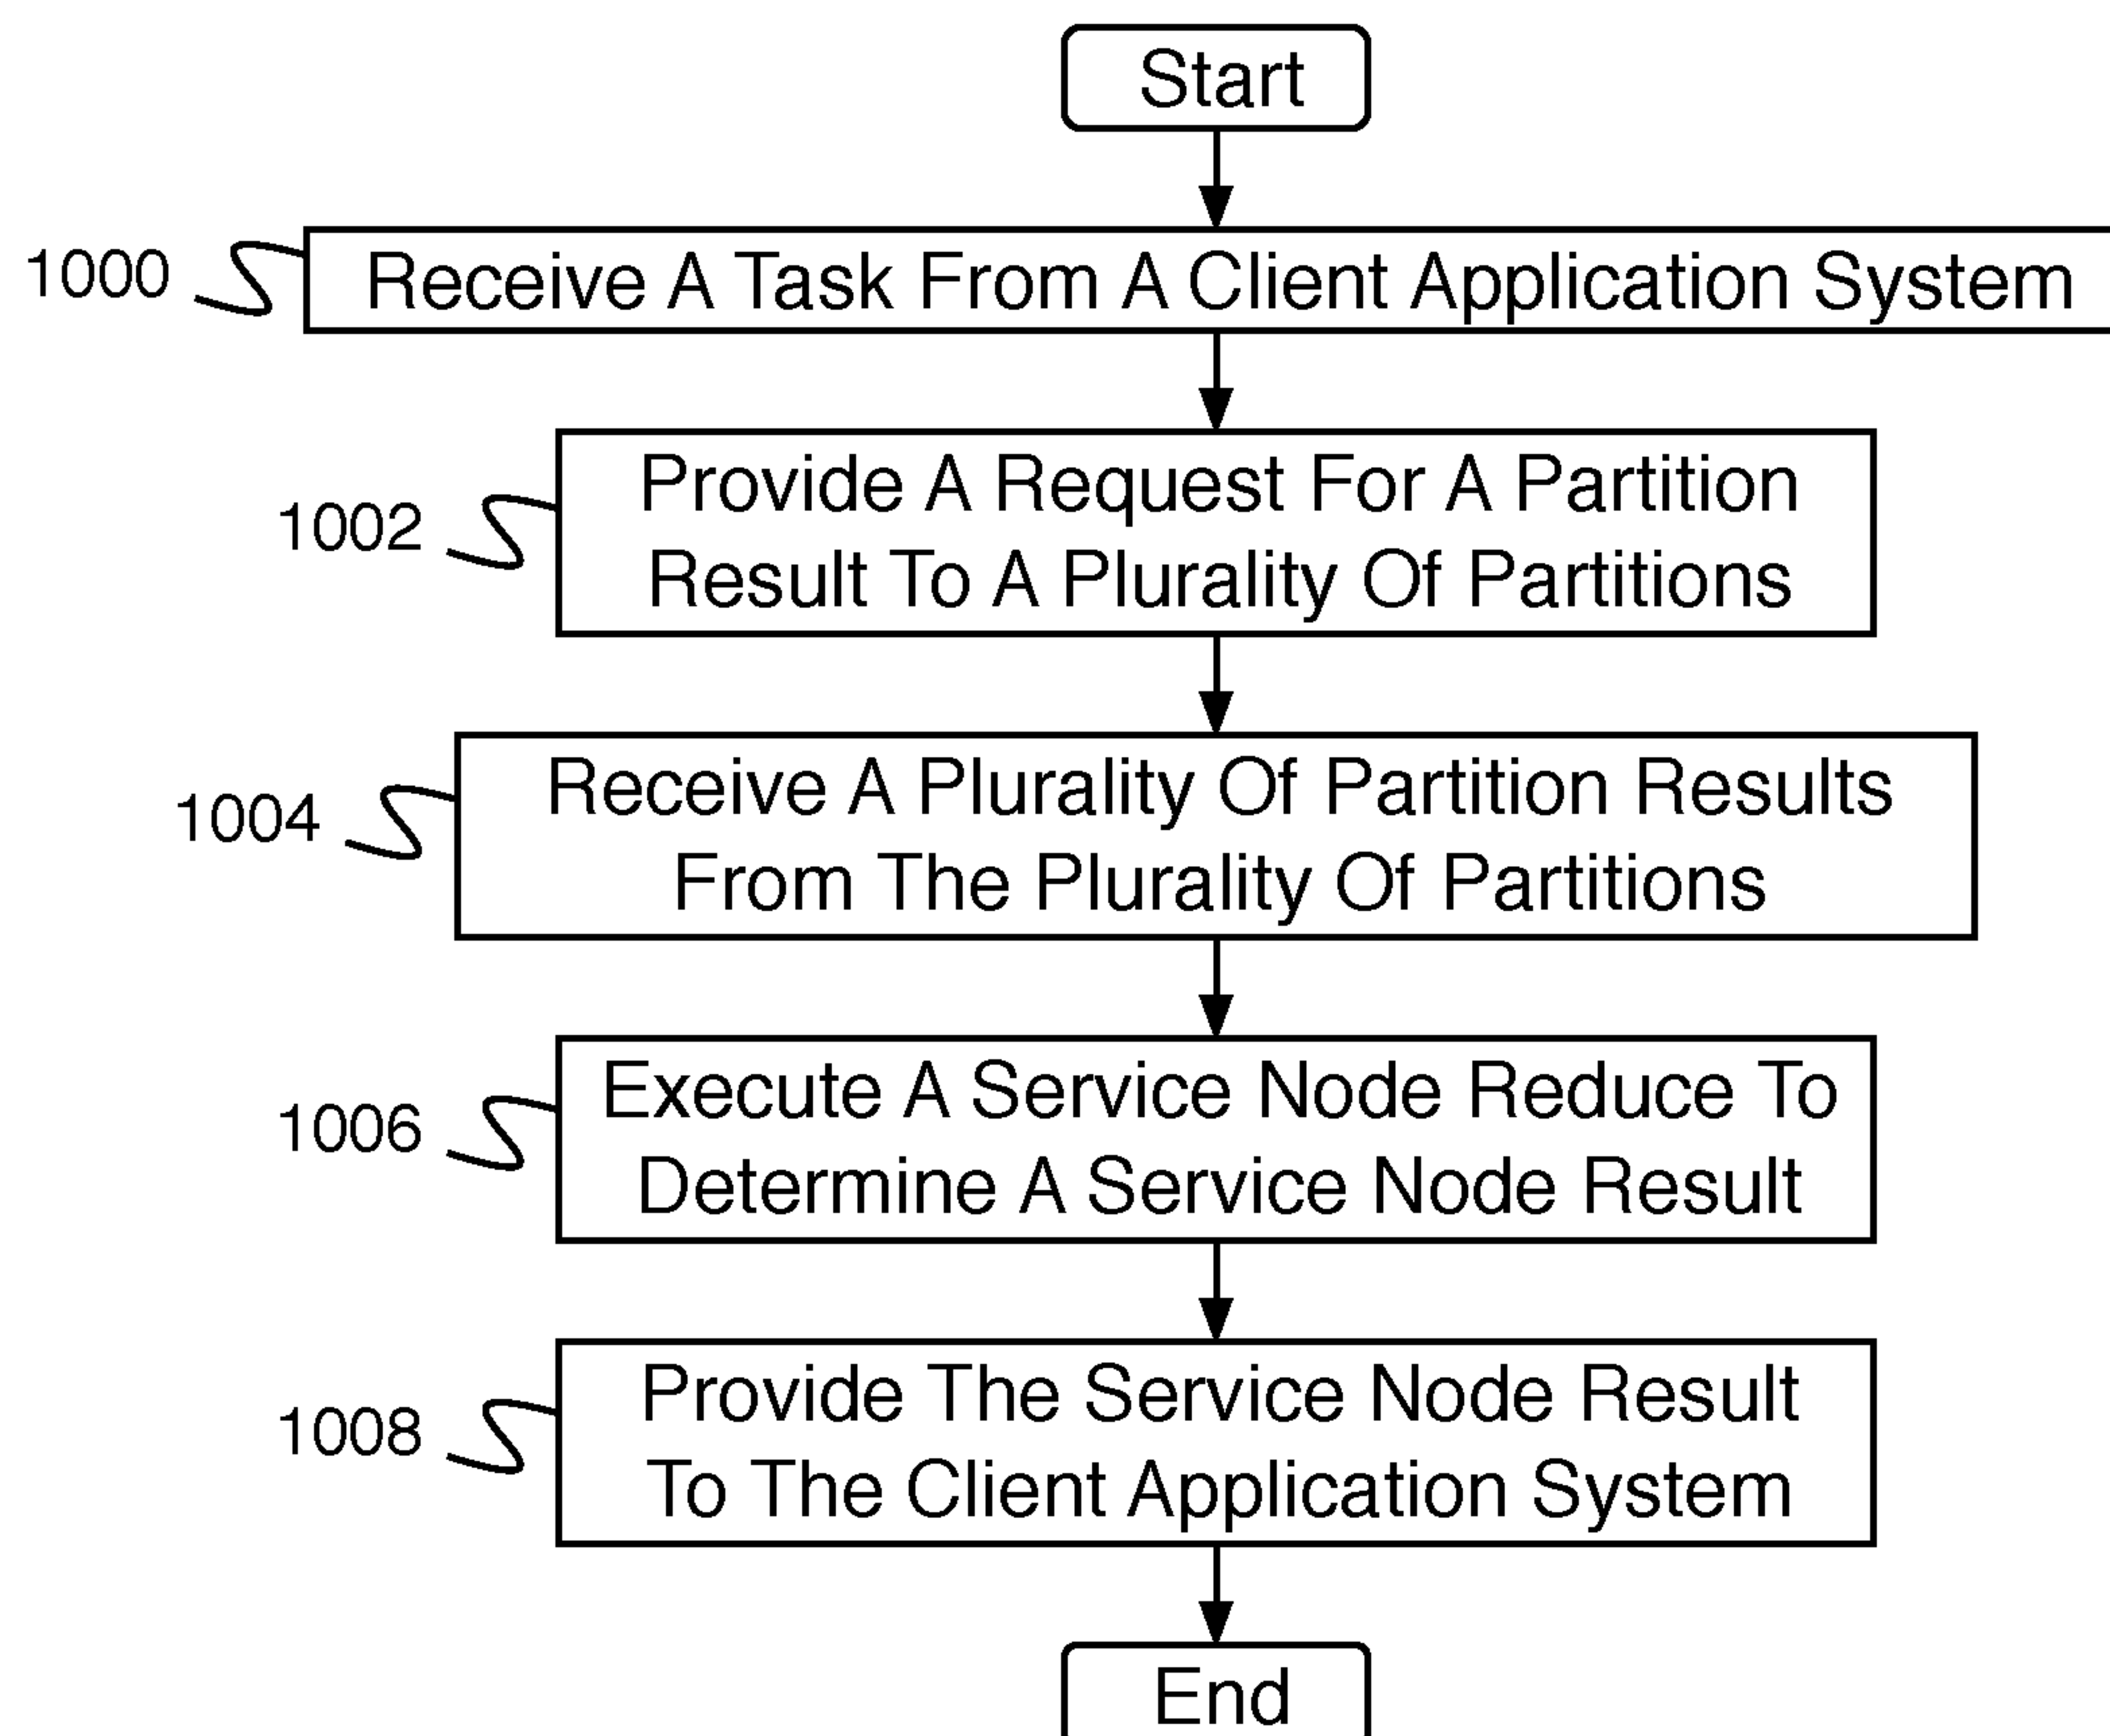 Start
1000
Receive A Task From A Client Application System
1002
Provide A Request For A Partition
Result To A Plurality Of Partitions
1004
Receive A Plurality Of Partition Results
From The Plurality Of Partitions
1006
Execute A Service Node Reduce To
Determine A Service Node Result
1008
Provide The Service Node Result
To The Client Application System
End